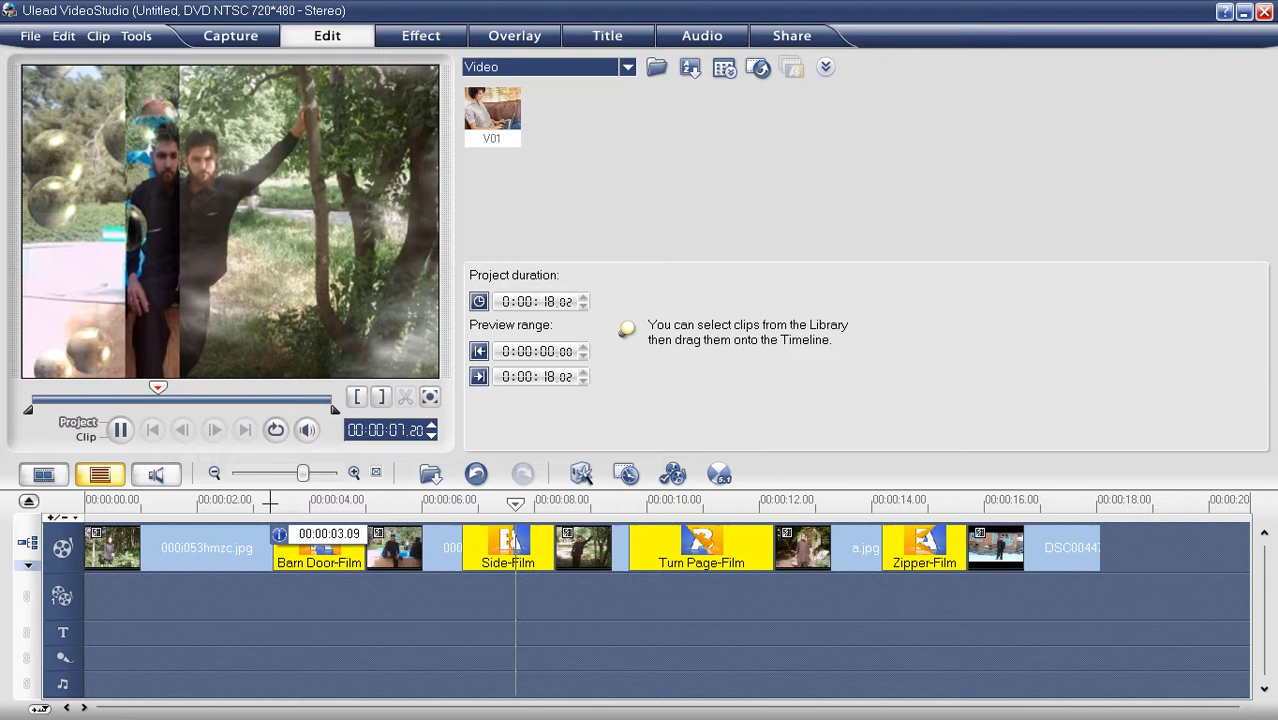 Ulead VideoStudio (Untitled, DVD NTSC 720*480 - Stereo)
File Edit Clip Tools Capture Edit Effect Overlay Title Audio Share
Video
V01
Project duration:
0:00:18.02
Preview range:
0:00:00.00
0:00:18.02
You can select clips from the Library
then drag them onto the Timeline.
Project
Clip
00:00:07.20
5.1
00:00:00.00 00:00:02.00 00:00:04.00 00:00:06.00 00:00:08.00 00:00:10.00 00:00:12.00 00:00:14.00 00:00:16.00 00:00:18.00 00:00:20
00:00:03.09
000i053hmzc.jpg
Barn Door-Film
000
Side-Film
Turn Page-Film
a.jpg
Zipper-Film
DSC0044
T